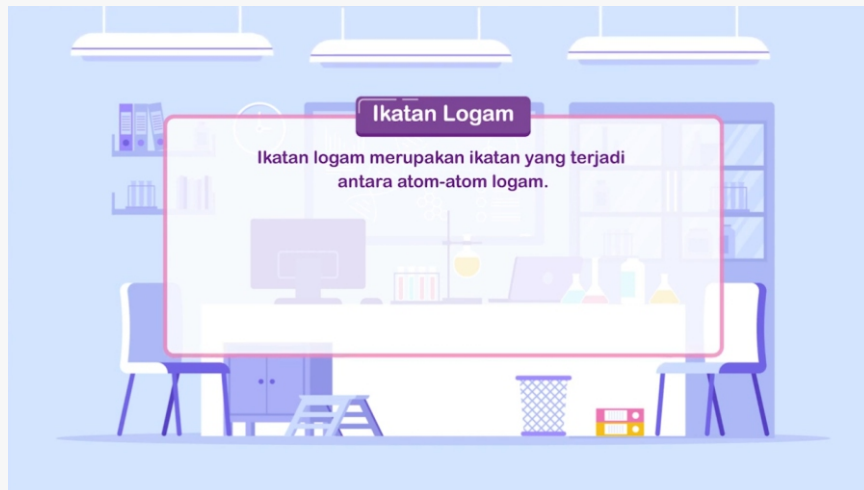 Ikatan Logam
Ikatan logam merupakan ikatan yang terjadi
antara atom-atom logam.